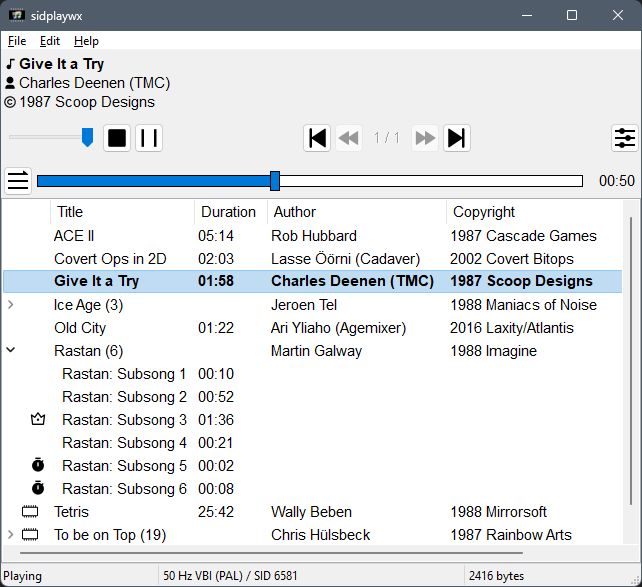 sidplaywx
File Edit Help
Give It a Try
Charles Deenen (TMC)
© 1987 Scoop Designs
1 / 1
00:50
Title Duration Author Copyright
ACE II 05:14 Rob Hubbard 1987 Cascade Games
Covert Ops in 2D 02:03 Lasse Öörni (Cadaver) 2002 Covert Bitops
Give It a Try 01:58 Charles Deenen (TMC) 1987 Scoop Designs
Ice Age (3) Jeroen Tel 1988 Maniacs of Noise
Old City 01:22 Ari Yliaho (Agemixer) 2016 Laxity/Atlantis
Rastan (6) Martin Galway 1988 Imagine
Rastan: Subsong 1 00:10
Rastan: Subsong 2 00:52
Rastan: Subsong 3 01:36
Rastan: Subsong 4 00:21
Rastan: Subsong 5 00:02
Rastan: Subsong 6 00:08
Tetris 25:42 Wally Beben 1988 Mirrorsoft
To be on Top (19) Chris Hülsbeck 1987 Rainbow Arts
Playing 50 Hz VBI (PAL) / SID 6581 2416 bytes